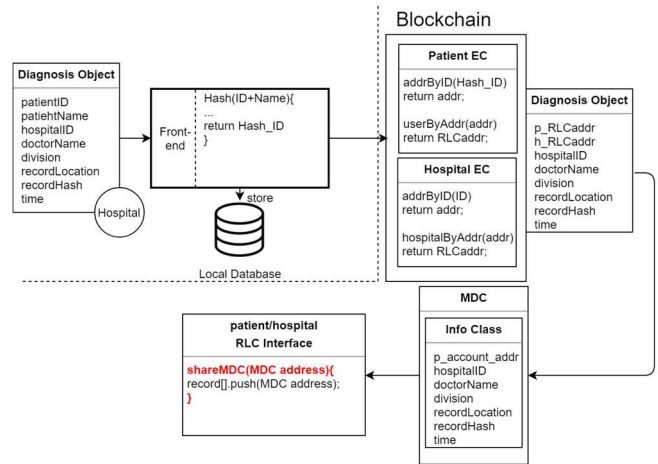 Blockchain
Diagnosis Object
patientID
patiehtName
hospitalID
doctorName
division
recordLocation
recordHash
time
Hospital
Front-
end
Hash(ID+Name){
...
return Hash_ID
}
store
Local Database
Patient EC
addrByID(Hash_ID)
return addr;
userByAddr(addr)
return RLCaddr;
Hospital EC
addrByID(ID)
return addr;
hospitalByAddr(addr)
return RLCaddr;
Diagnosis Object
p_RLCaddr
h_RLCaddr
hospitalID
doctorName
division
recordLocation
recordHash
time
MDC
Info Class
p_account_addr
hospitalID
doctorName
division
recordLocation
recordHash
time
patient/hospital
RLC Interface
shareMDC(MDC address){
record[].push(MDC address);
}